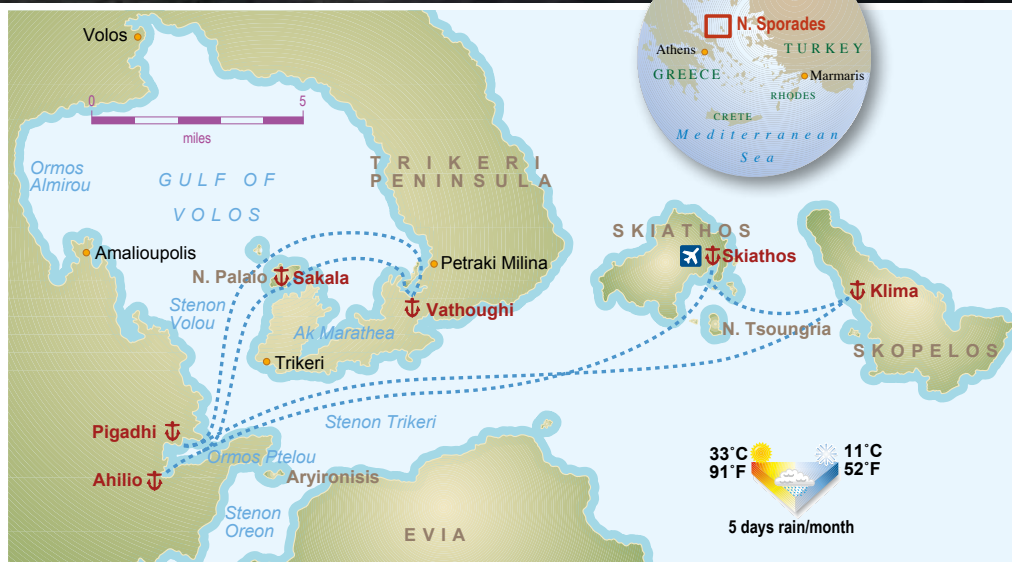 N. Sporades
Athens
TURKEY
GREECE
Marmaris
RHODES
CRETE
Mediterranean
Sea
Volos
0 5
miles
Ormos
Almirou
GULF OF
VOLOS
TRIKERI
PENINSULA
Amalioupolis
N. Palaio
Sakala
Petraki Milina
SKIATHOS
Skiathos
Klima
Stenon
Volou
Vathoughi
Ak Marathea
N. Tsoungria
SKOPELOS
Trikeri
Pigadhi
Stenon Trikeri
Ormos Ptelou
Ahilio
Aryironisis
Stenon
Oreon
EVIA
33°C
91°F
11°C
52°F
5 days rain/month